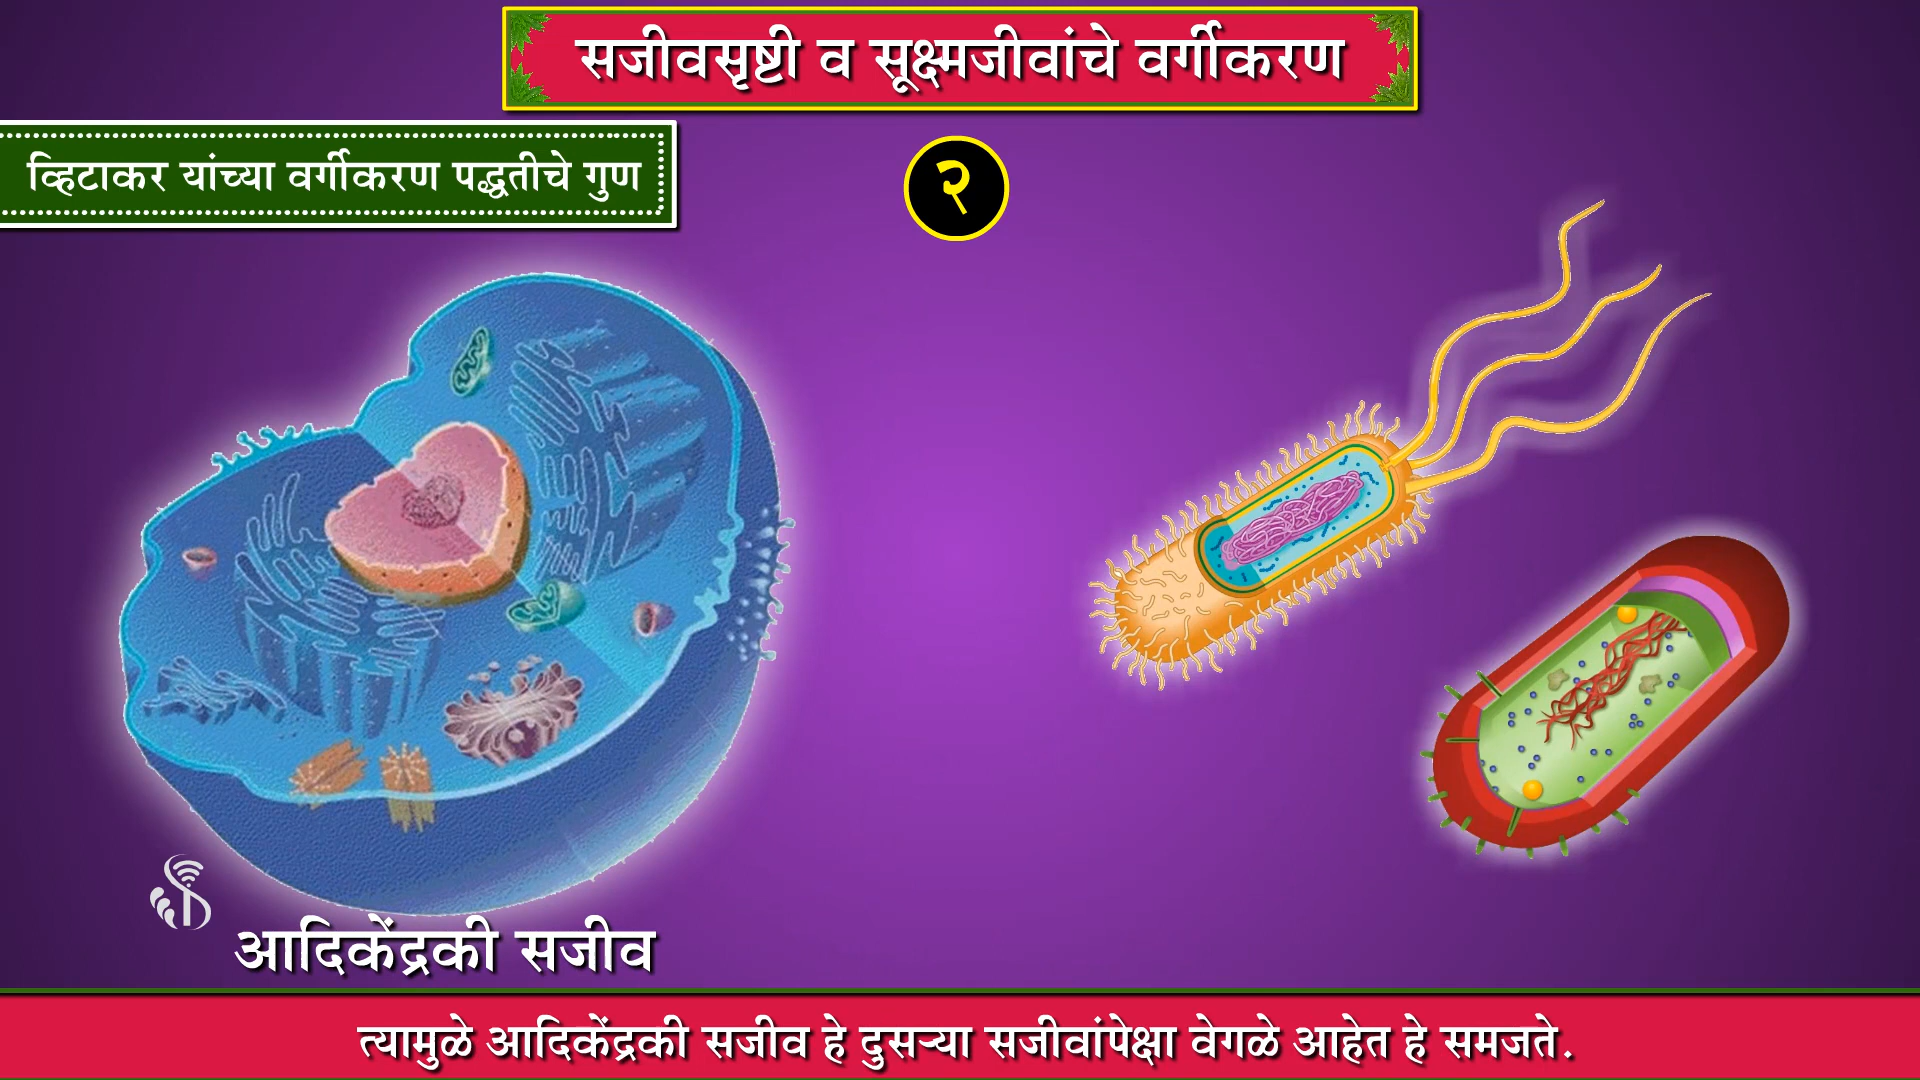 सजीवसृष्टी व सूक्ष्मजीवांचे वर्गीकरण
व्हिटाकर यांच्या वर्गीकरण पद्धतीचे गुण
२
आदिकेंद्रकी सजीव
त्यामुळे आदिकेंद्रकी सजीव हे दुसऱ्या सजीवांपेक्षा वेगळे आहेत हे समजते.